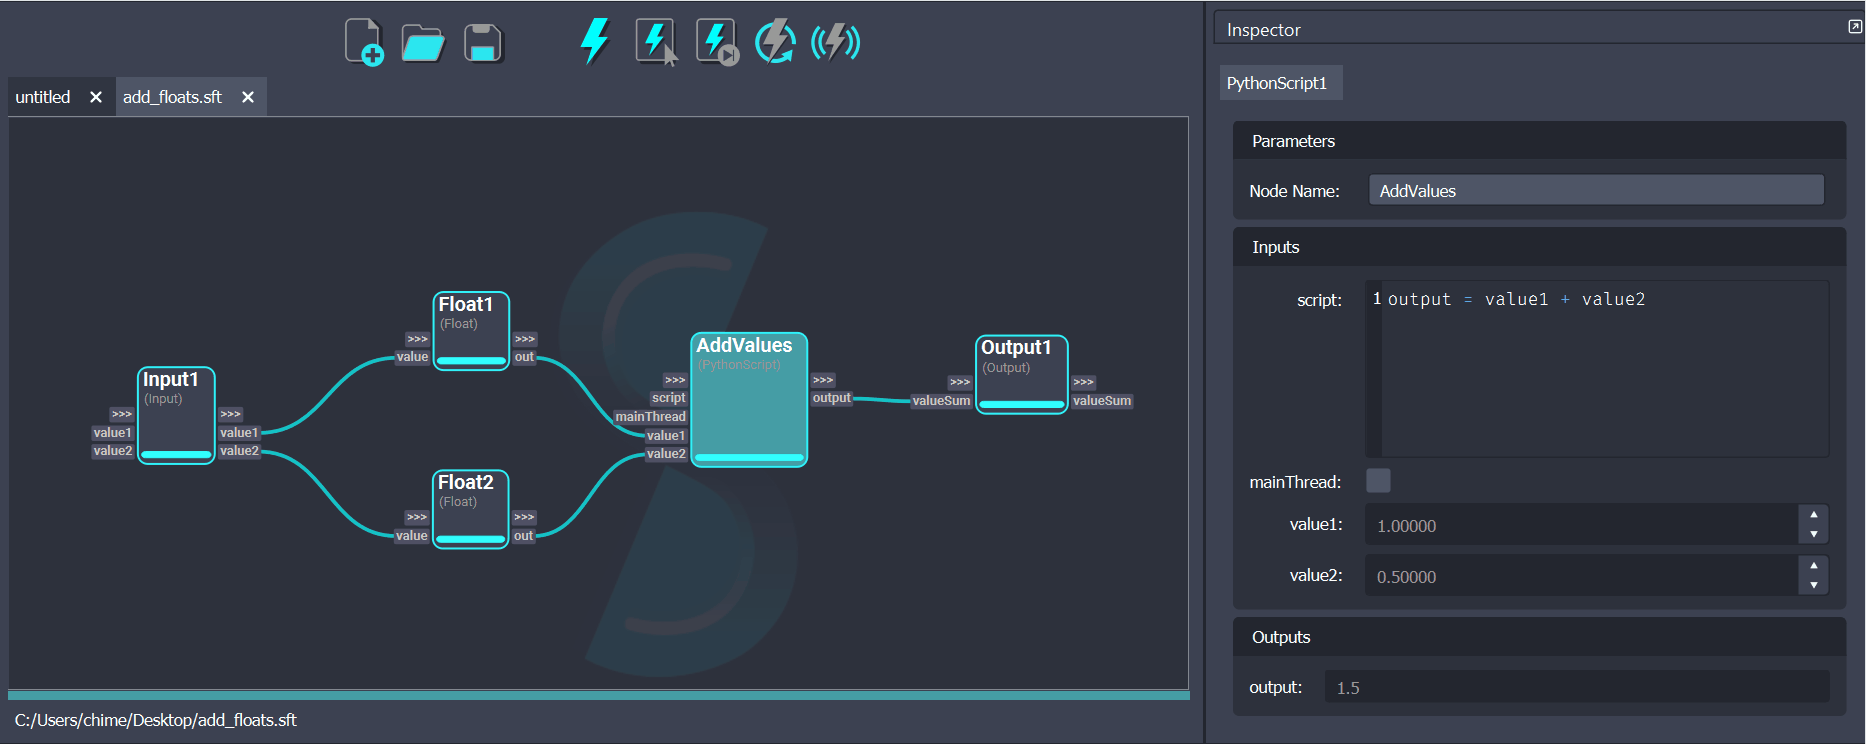 Inspector
untitled
add_floats.sft
PythonScript1
Parameters
Node Name:
AddValues
Inputs
script:
1 output = value1 + value2
mainThread:
value1:
1.00000
value2:
0.50000
Outputs
output:
1.5
Input1
(Input)
>>> >>>
value1 value1
value2 value2
Float1
(Float)
>>> >>>
value out
Float2
(Float)
>>> >>>
value out
AddValues
(PythonScript)
>>> >>>
script output
mainThread
value1
value2
Output1
(Output)
>>> >>>
valueSum valueSum
C:/Users/chime/Desktop/add_floats.sft